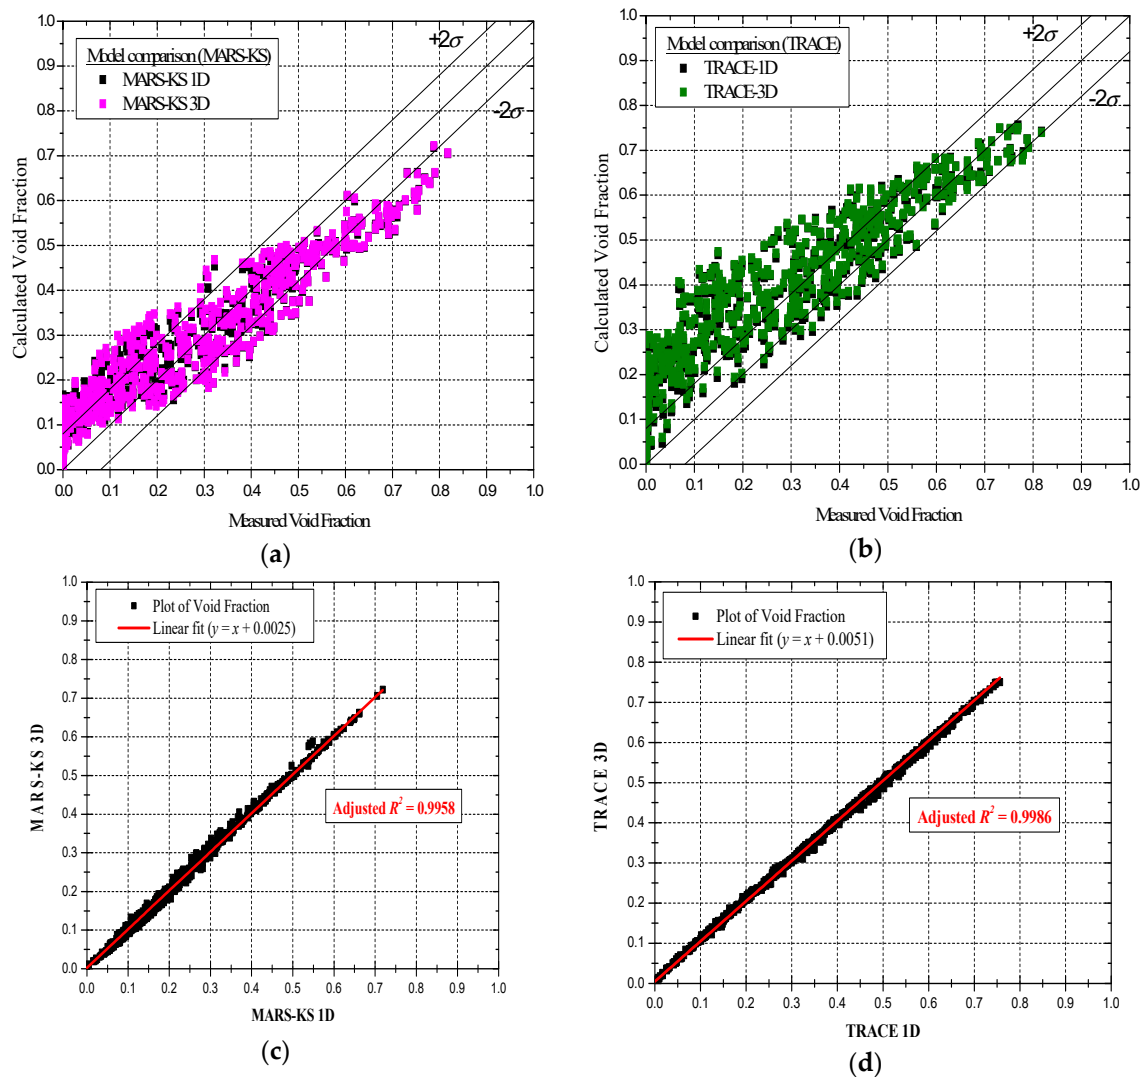 Model comparison (MARS-KS)
MARS-KS 1D
MARS-KS 3D
+2σ
-2σ
1.0
0.9
0.8
0.7
0.6
0.5
0.4
0.3
0.2
0.1
0.0
Calculated Void Fraction
0.0 0.1 0.2 0.3 0.4 0.5 0.6 0.7 0.8 0.9 1.0
Measured Void Fraction
(a)
Model comparison (TRACE)
TRACE-1D
TRACE-3D
+2σ
-2σ
1.0
0.9
0.8
0.7
0.6
0.5
0.4
0.3
0.2
0.1
0.0
Calculated Void Fraction
0.0 0.1 0.2 0.3 0.4 0.5 0.6 0.7 0.8 0.9 1.0
Measured Void Fraction
(b)
Plot of Void Fraction
Linear fit (y = x + 0.0025)
Adjusted R² = 0.9958
1.0
0.9
0.8
0.7
0.6
0.5
0.4
0.3
0.2
0.1
0.0
MARS-KS 3D
0.0 0.1 0.2 0.3 0.4 0.5 0.6 0.7 0.8 0.9 1.0
MARS-KS 1D
(c)
Plot of Void Fraction
Linear fit (y = x + 0.0051)
Adjusted R² = 0.9986
1.0
0.9
0.8
0.7
0.6
0.5
0.4
0.3
0.2
0.1
0.0
TRACE 3D
0.0 0.1 0.2 0.3 0.4 0.5 0.6 0.7 0.8 0.9 1.0
TRACE 1D
(d)